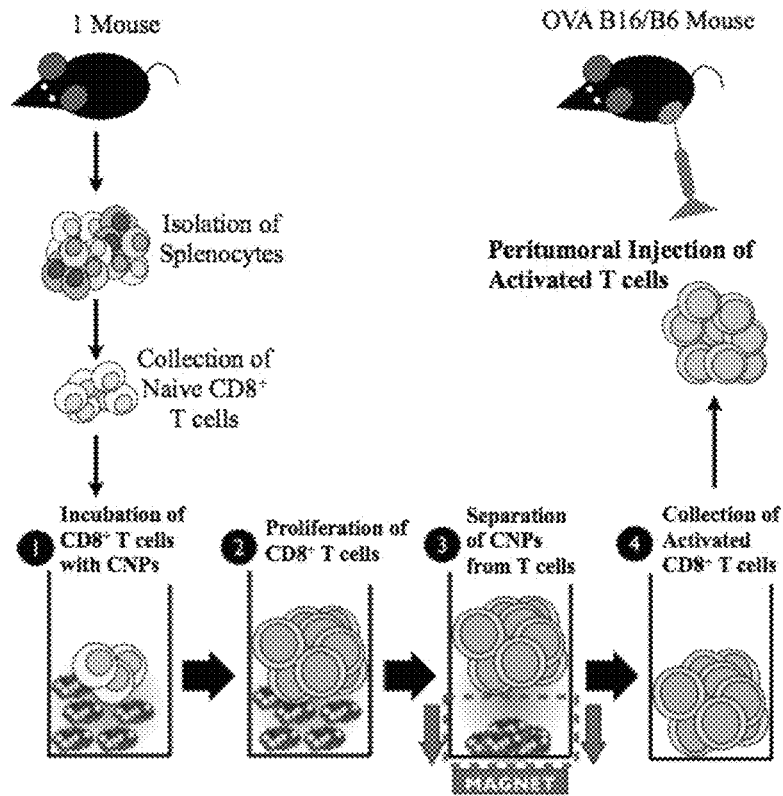 1 Mouse
OVA B16/B6 Mouse
Isolation of
Splenocytes
Peritumoral Injection of
Activated T cells
Collection of
Naive CD8⁺
T cells
1
Incubation of
CD8⁺ T cells
with CNPs
2
Proliferation of
CD8⁺ T cells
3
Separation
of CNPs
from T cells
4
Collection of
Activated
CD8⁺ T cells
MAGNET